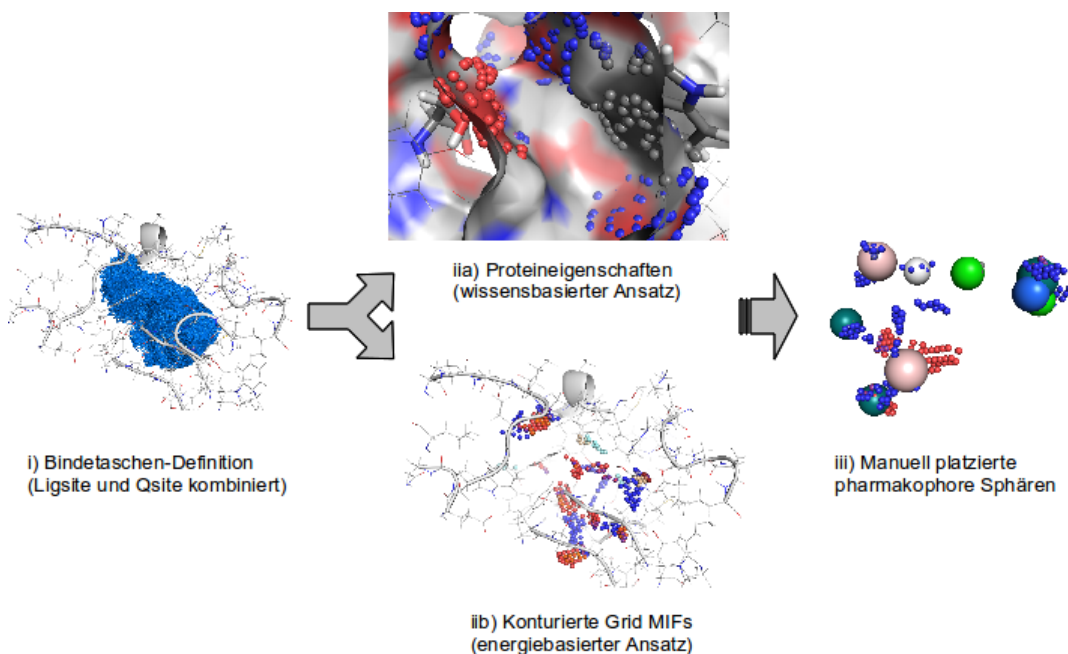 iia) Proteineigenschaften
(wissensbasierter Ansatz)
i) Bindetaschen-Definition
(Ligsite und Qsite kombiniert)
iii) Manuell platzierte
pharmakophore Sphären
iib) Konturierte Grid MIFs
(energiebasierter Ansatz)